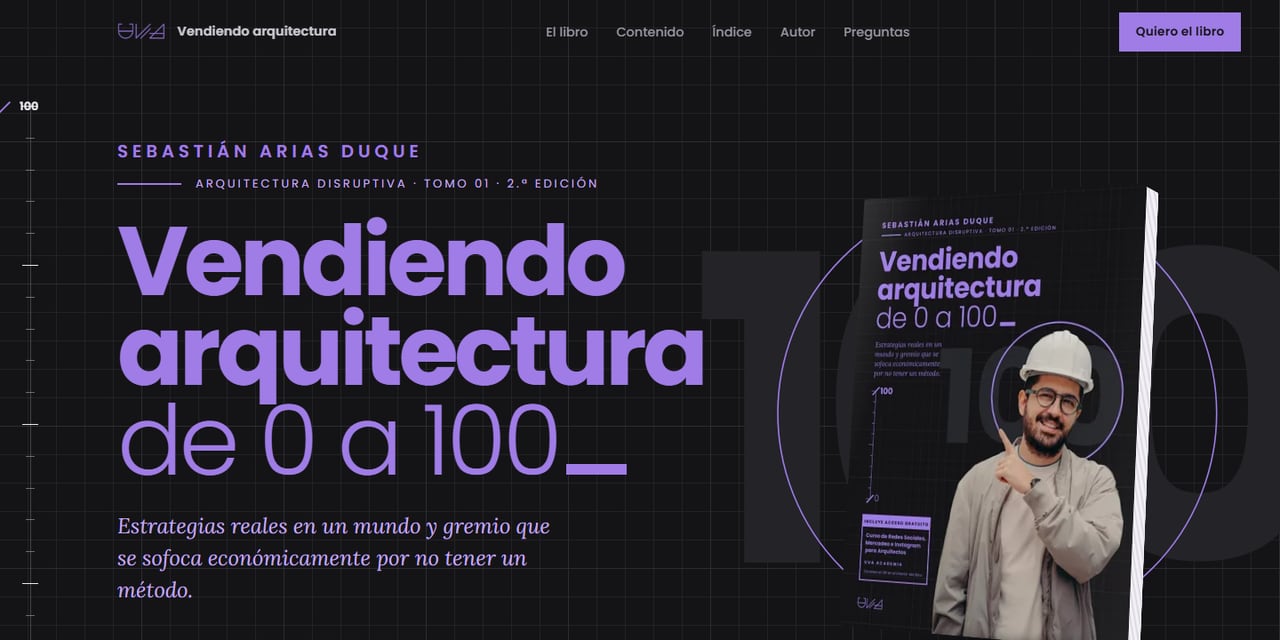 UVA Vendiendo arquitectura
El libro Contenido Índice Autor Preguntas
Quiero el libro
100
SEBASTIÁN ARIAS DUQUE
ARQUITECTURA DISRUPTIVA · TOMO 01 · 2.ª EDICIÓN
Vendiendo
arquitectura
de 0 a 100_
Estrategias reales en un mundo y gremio que
se sofoca económicamente por no tener un
método.
100
SEBASTIÁN ARIAS DUQUE
ARQUITECTURA DISRUPTIVA · TOMO 01 · 2.ª EDICIÓN
Vendiendo
arquitectura
de 0 a 100_
Estrategias reales en un
mundo y gremio que se
sofoca económicamente
por no tener un método.
100
100
0
INCLUYE ACCESO GRATUITO
Curso de Redes Sociales,
Mercadeo e Instagram
para Arquitectos
UVA ACADEMIA
UVA